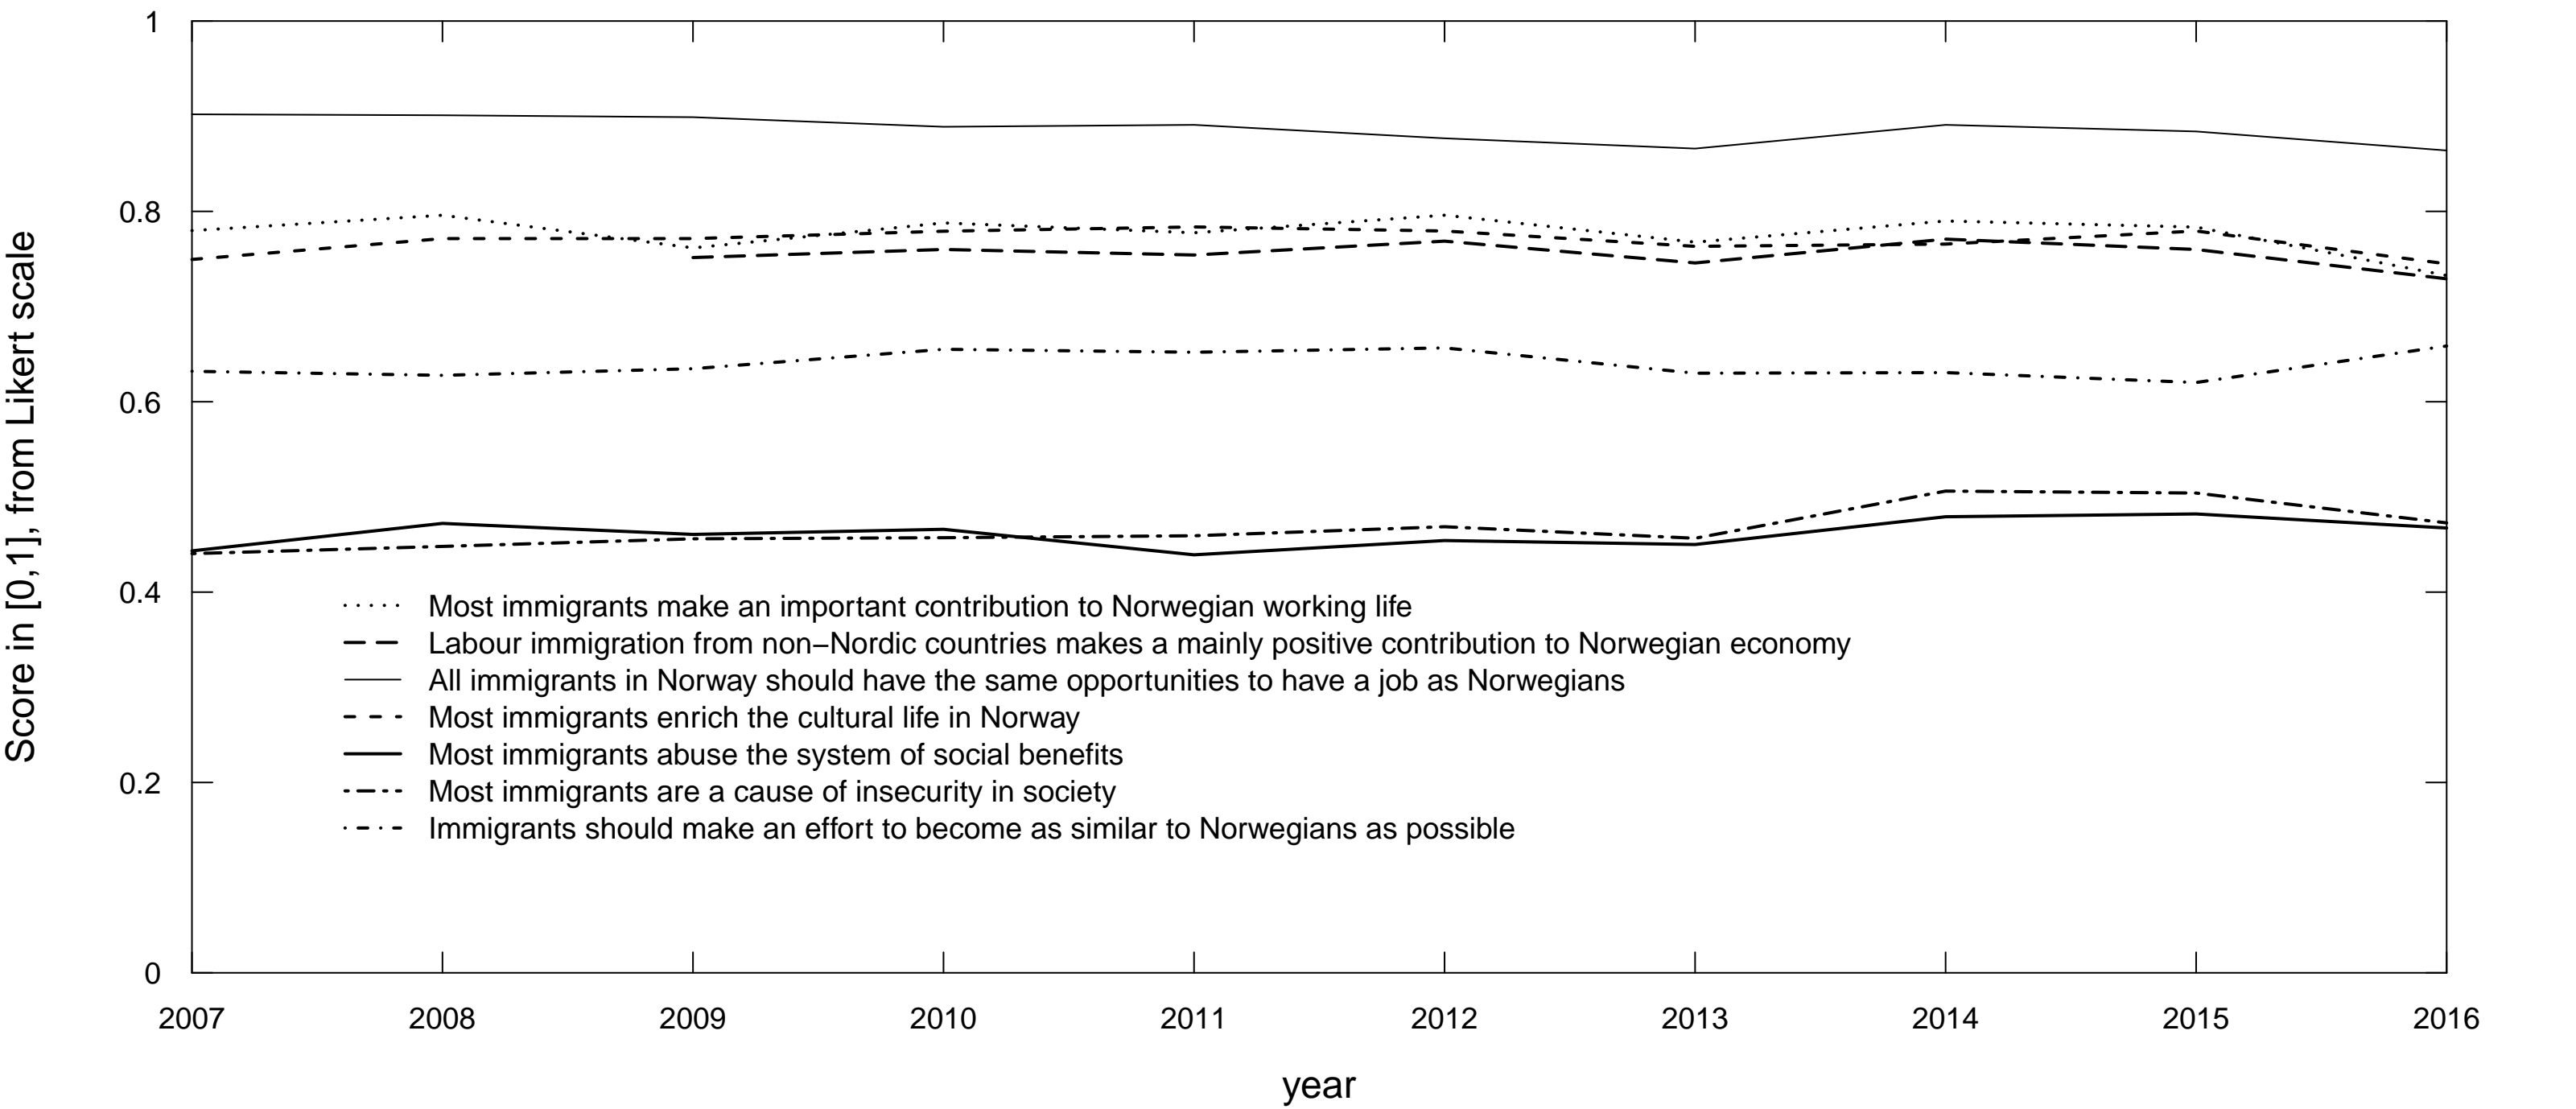 Score in [0,1], from Likert scale
1
0.8
0.6
0.4
0.2
0
Most immigrants make an important contribution to Norwegian working life
Labour immigration from non−Nordic countries makes a mainly positive contribution to Norwegian economy
All immigrants in Norway should have the same opportunities to have a job as Norwegians
Most immigrants enrich the cultural life in Norway
Most immigrants abuse the system of social benefits
Most immigrants are a cause of insecurity in society
Immigrants should make an effort to become as similar to Norwegians as possible
2007 2008 2009 2010 2011 2012 2013 2014 2015 2016
year